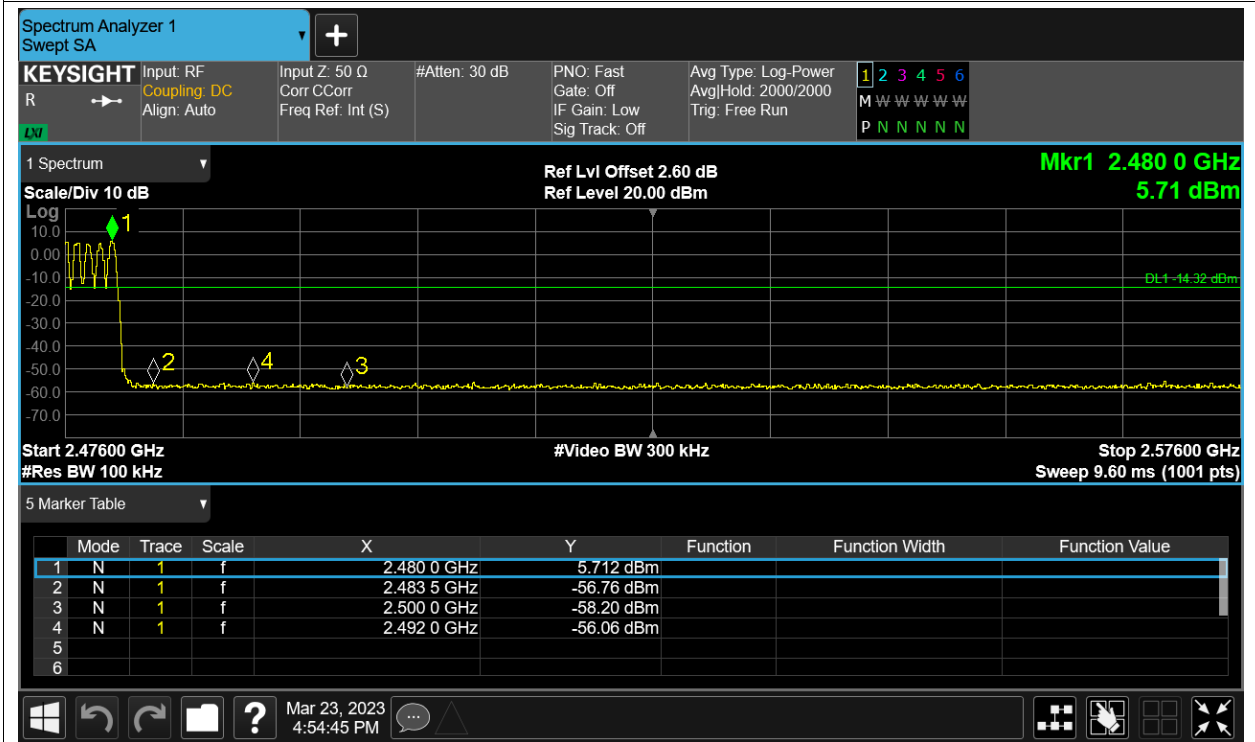 Spectrum Analyzer 1
Swept SA
+
KEYSIGHT Input: RF Input Z: 50 Ω #Atten: 30 dB PNO: Fast Avg Type: Log-Power 1 2 3 4 5 6
R Coupling: DC Corr CCorr Gate: Off Avg|Hold: 2000/2000 M W W W W W
Align: Auto Freq Ref: Int (S) IF Gain: Low Trig: Free Run
LXI Sig Track: Off P N N N N N
1 Spectrum Ref Lvl Offset 2.60 dB Mkr1 2.480 0 GHz
Scale/Div 10 dB Ref Level 20.00 dBm 5.71 dBm
Log
1
10.0
0.00
-10.0 DL1 -14.32 dBm
-20.0
-30.0
-40.0
2 4 3
-50.0
-60.0
-70.0
Start 2.47600 GHz #Video BW 300 kHz Stop 2.57600 GHz
#Res BW 100 kHz Sweep 9.60 ms (1001 pts)
5 Marker Table
Mode Trace Scale X Y Function Function Width Function Value
1 N 1 f 2.480 0 GHz 5.712 dBm
2 N 1 f 2.483 5 GHz -56.76 dBm
3 N 1 f 2.500 0 GHz -58.20 dBm
4 N 1 f 2.492 0 GHz -56.06 dBm
5
6
? Mar 23, 2023
4:54:45 PM